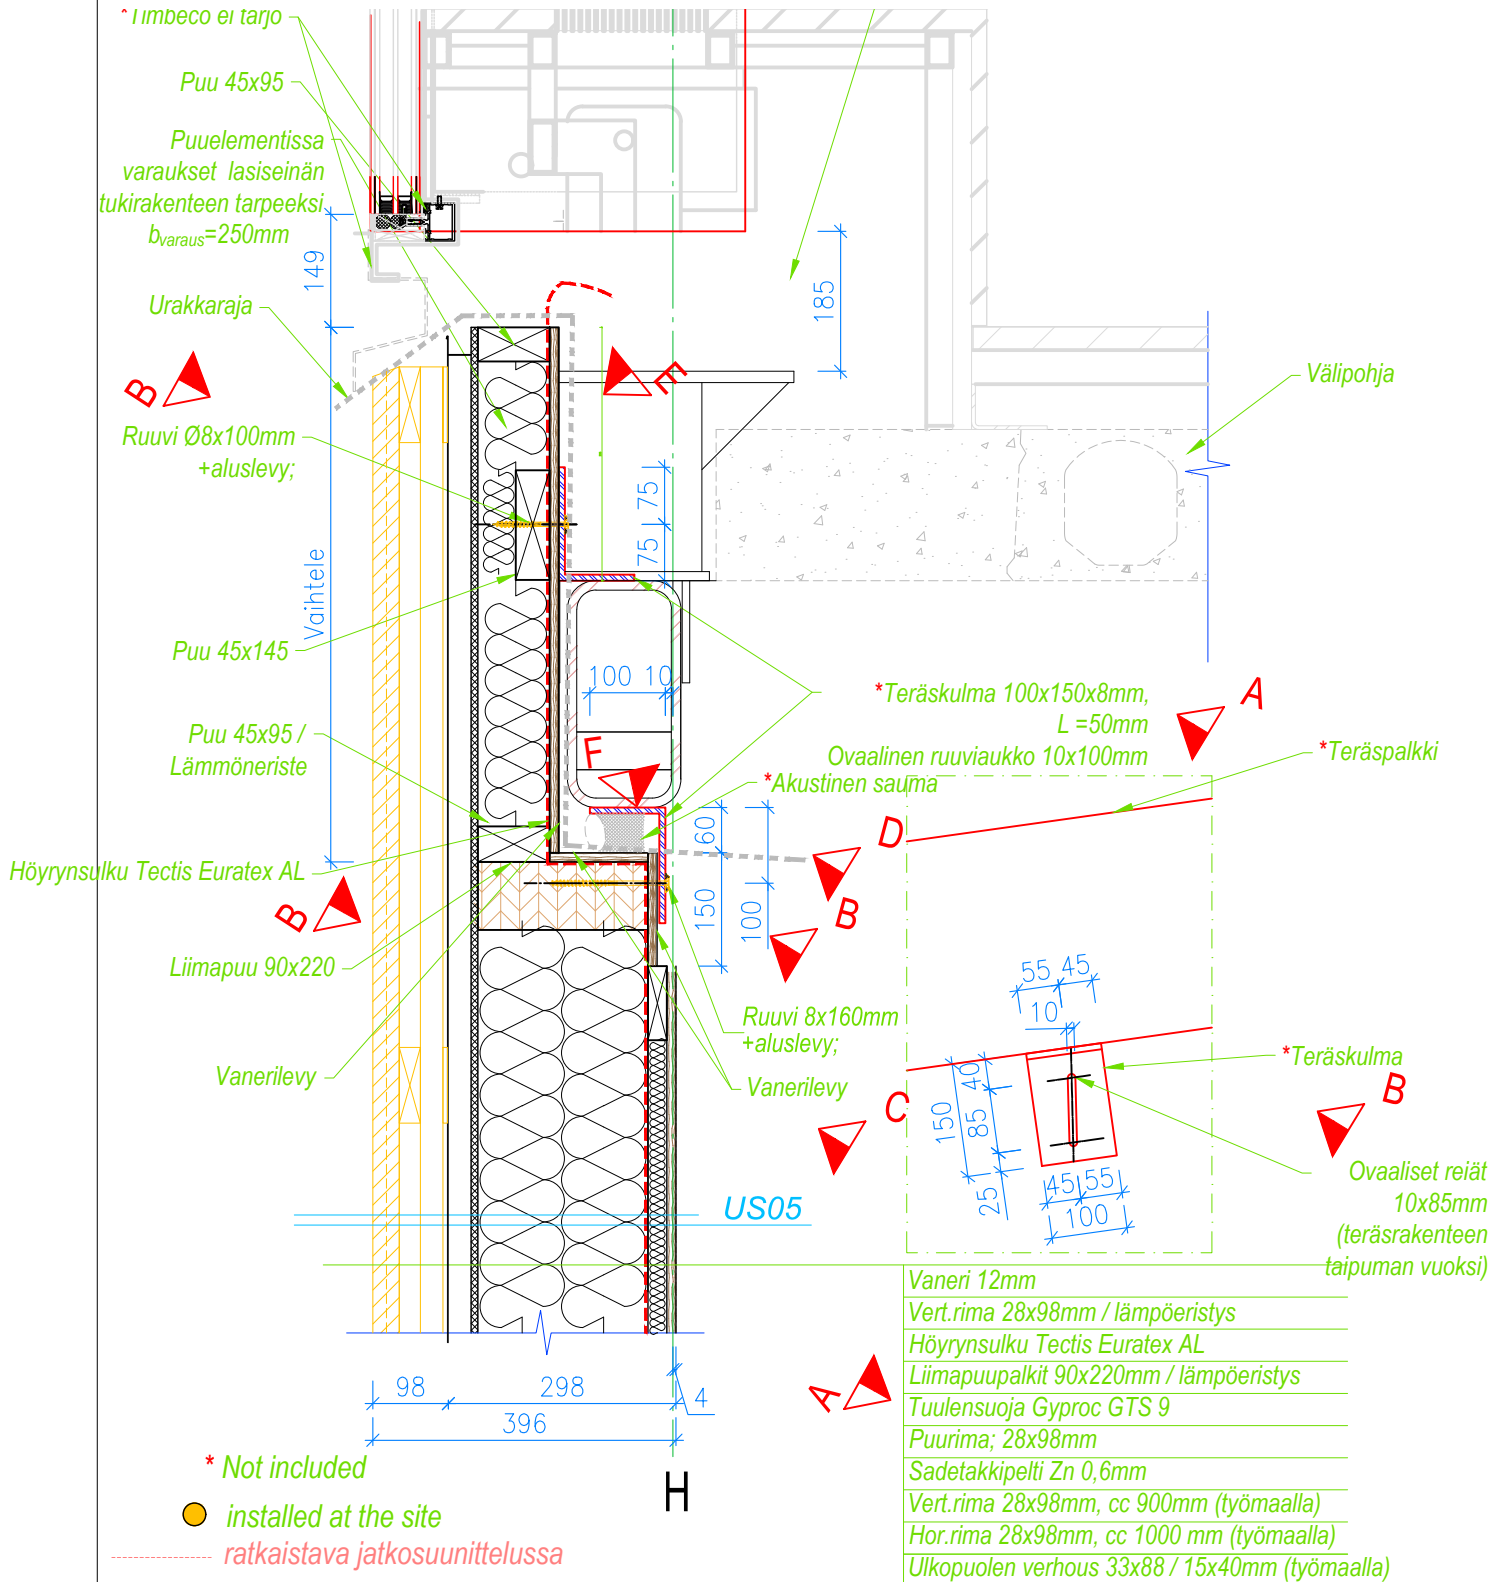 *Timbeco ei tarjo
Puu 45x95
Puuelementissa
varaukset lasiseinän
tukirakenteen tarpeeksi
bvaraus=250mm
149
185
Urakkaraja
B
E
Välipohja
Ruuvi Ø8x100mm
+aluslevy;
75
75
Vaihtele
Puu 45x145
100 10
*Teräskulma 100x150x8mm,
L =50mm
Ovaalinen ruuviaukko 10x100mm
A
*Teräspalkki
Puu 45x95 /
Lämmöneriste
F
*Akustinen sauma
60
D
Höyrynsulku Tectis Euratex AL
B
150
100
B
Liimapuu 90x220
55 45
10
Ruuvi 8x160mm
+aluslevy;
*Teräskulma
Vanerilevy
Vanerilevy
C
B
150
40
85
25
45 55
100
Ovaaliset reiät
10x85mm
(teräsrakenteen
taipuman vuoksi)
US05
Vaneri 12mm
Vert.rima 28x98mm / lämpöeristys
Höyrynsulku Tectis Euratex AL
Liimapuupalkit 90x220mm / lämpöeristys
Tuulensuoja Gyproc GTS 9
Puurima; 28x98mm
Sadetakkipelti Zn 0,6mm
Vert.rima 28x98mm, cc 900mm (työmaalla)
Hor.rima 28x98mm, cc 1000 mm (työmaalla)
Ulkopuolen verhous 33x88 / 15x40mm (työmaalla)
A
98
298
4
396
H
* Not included
installed at the site
ratkaistava jatkosuunittelussa